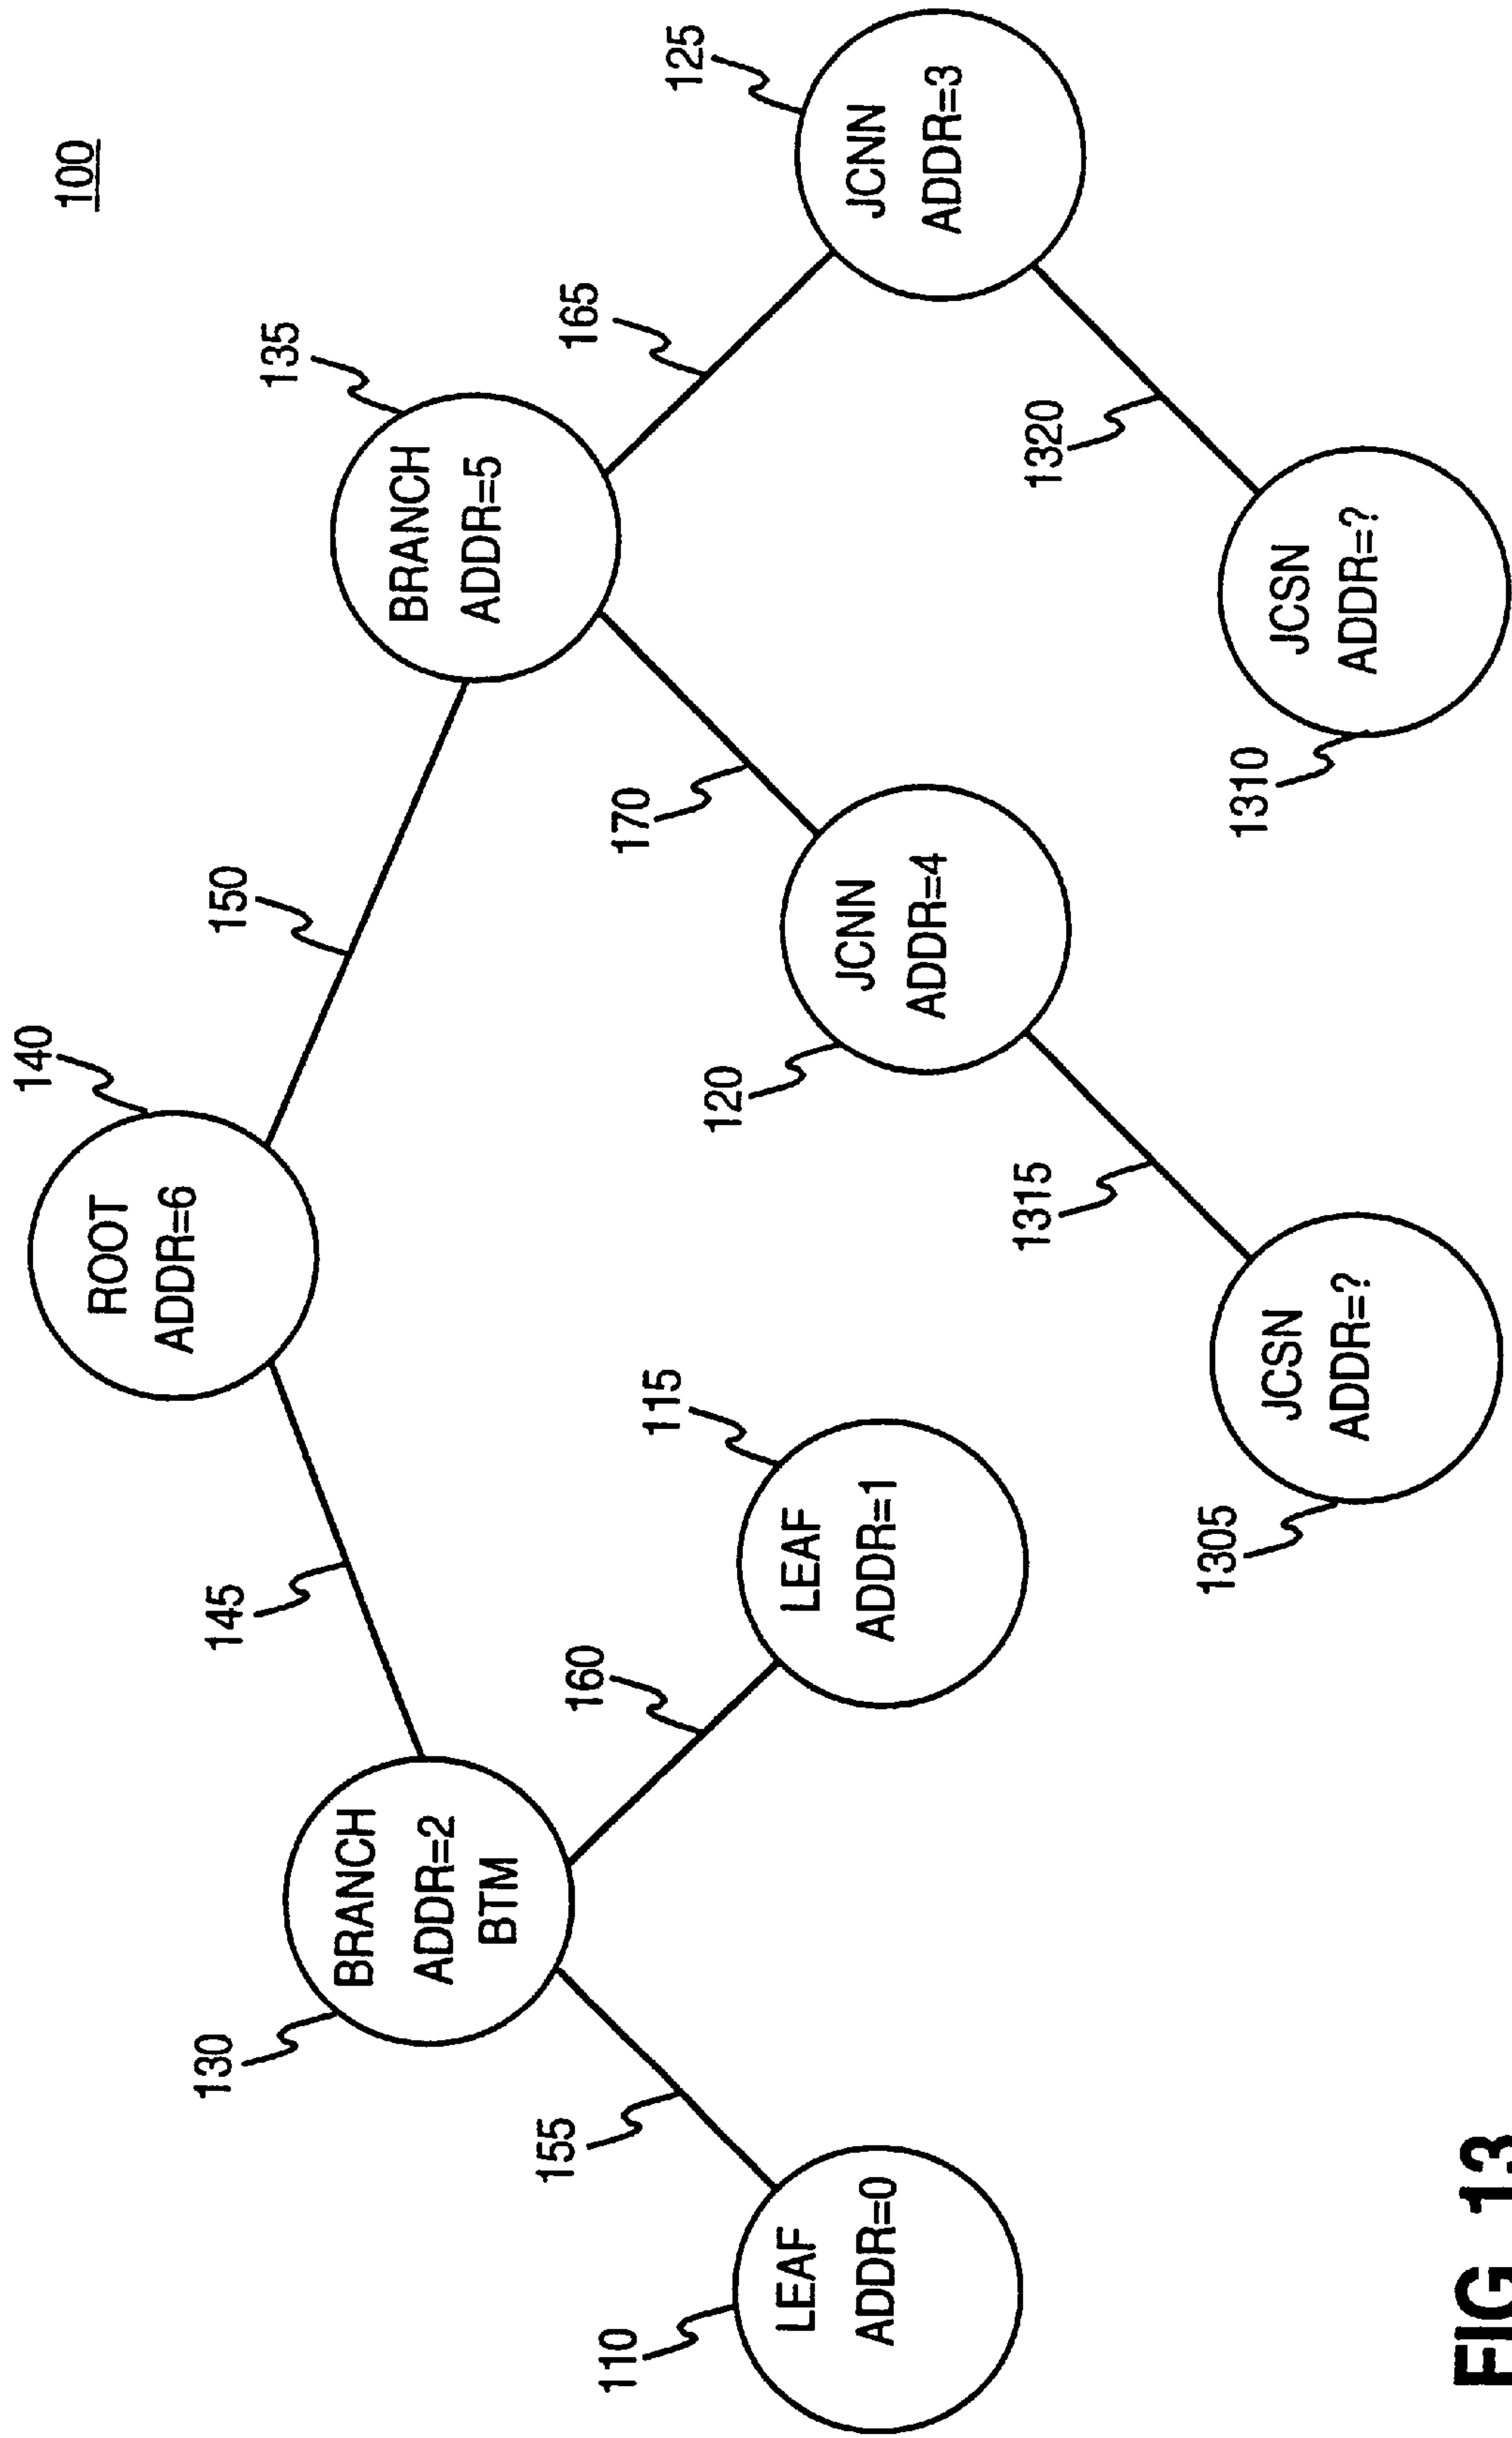 100
140
ROOT
ADDR=6
145
150
130
BRANCH
ADDR=2
BTM
135
BRANCH
ADDR=5
155
160
170
165
110
LEAF
ADDR=0
115
LEAF
ADDR=1
120
JCNN
ADDR=4
125
JCNN
ADDR=3
1315
1320
1305
JCSN
ADDR=?
1310
JCSN
ADDR=?
FIG 13